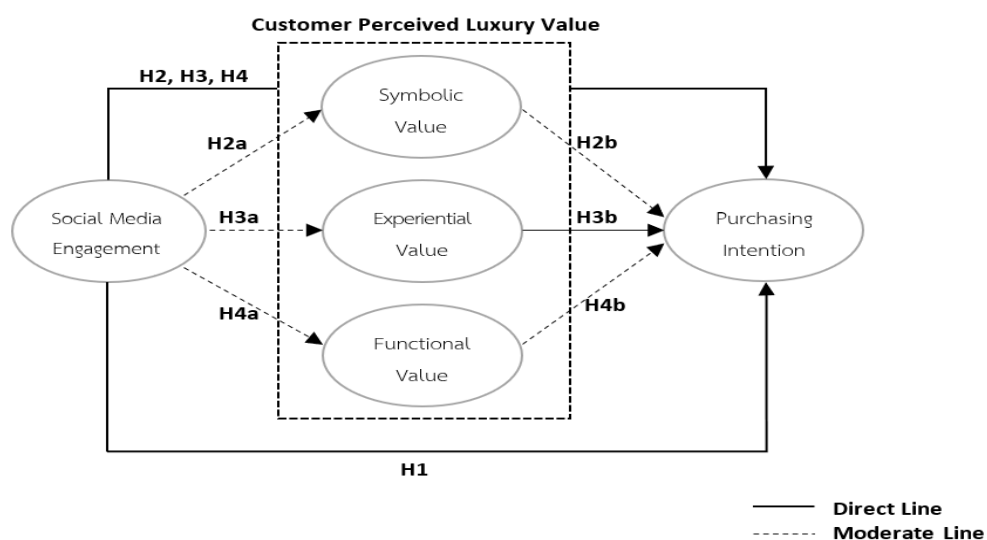 Customer Perceived Luxury Value
H2, H3, H4
Symbolic
Value
H2a
H2b
Social Media
Engagement
H3a
Experiential
Value
H3b
Purchasing
Intention
H4a
H4b
Functional
Value
H1
Direct Line
Moderate Line